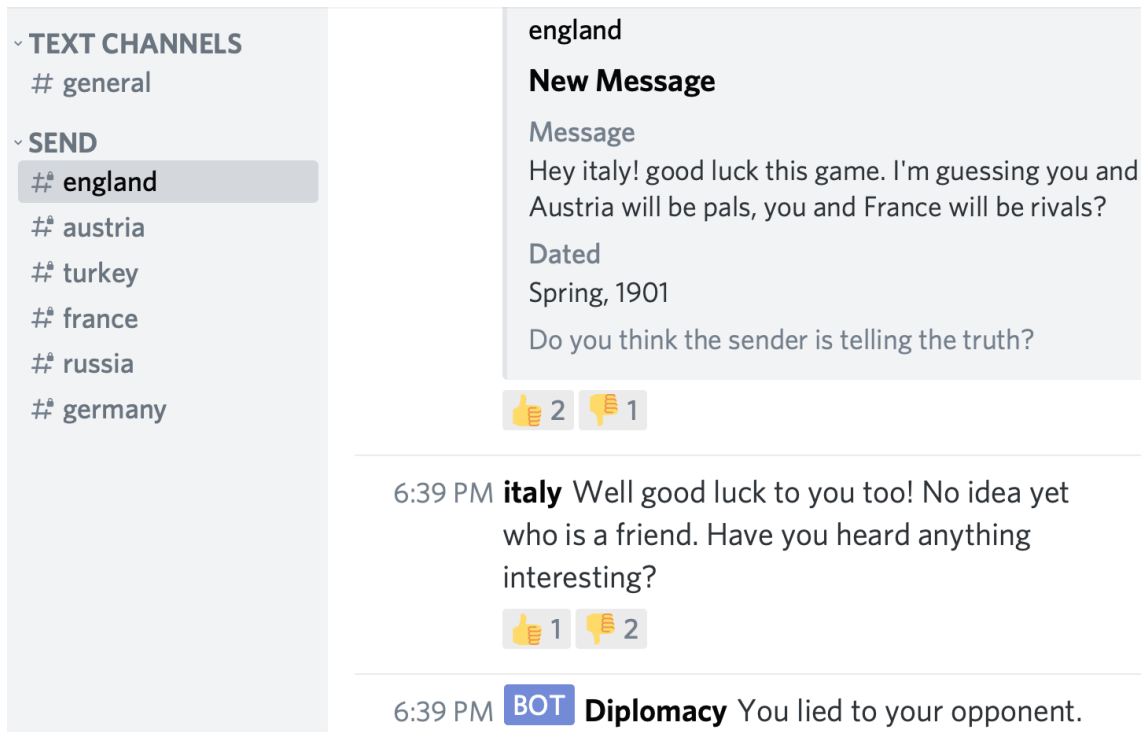 TEXT CHANNELS
# general
SEND
# england
# austria
# turkey
# france
# russia
# germany
england
New Message
Message
Hey italy! good luck this game. I'm guessing you and
Austria will be pals, you and France will be rivals?
Dated
Spring, 1901
Do you think the sender is telling the truth?
👍 2 👎 1
6:39 PM italy Well good luck to you too! No idea yet
who is a friend. Have you heard anything
interesting?
👍 1 👎 2
6:39 PM BOT Diplomacy You lied to your opponent.